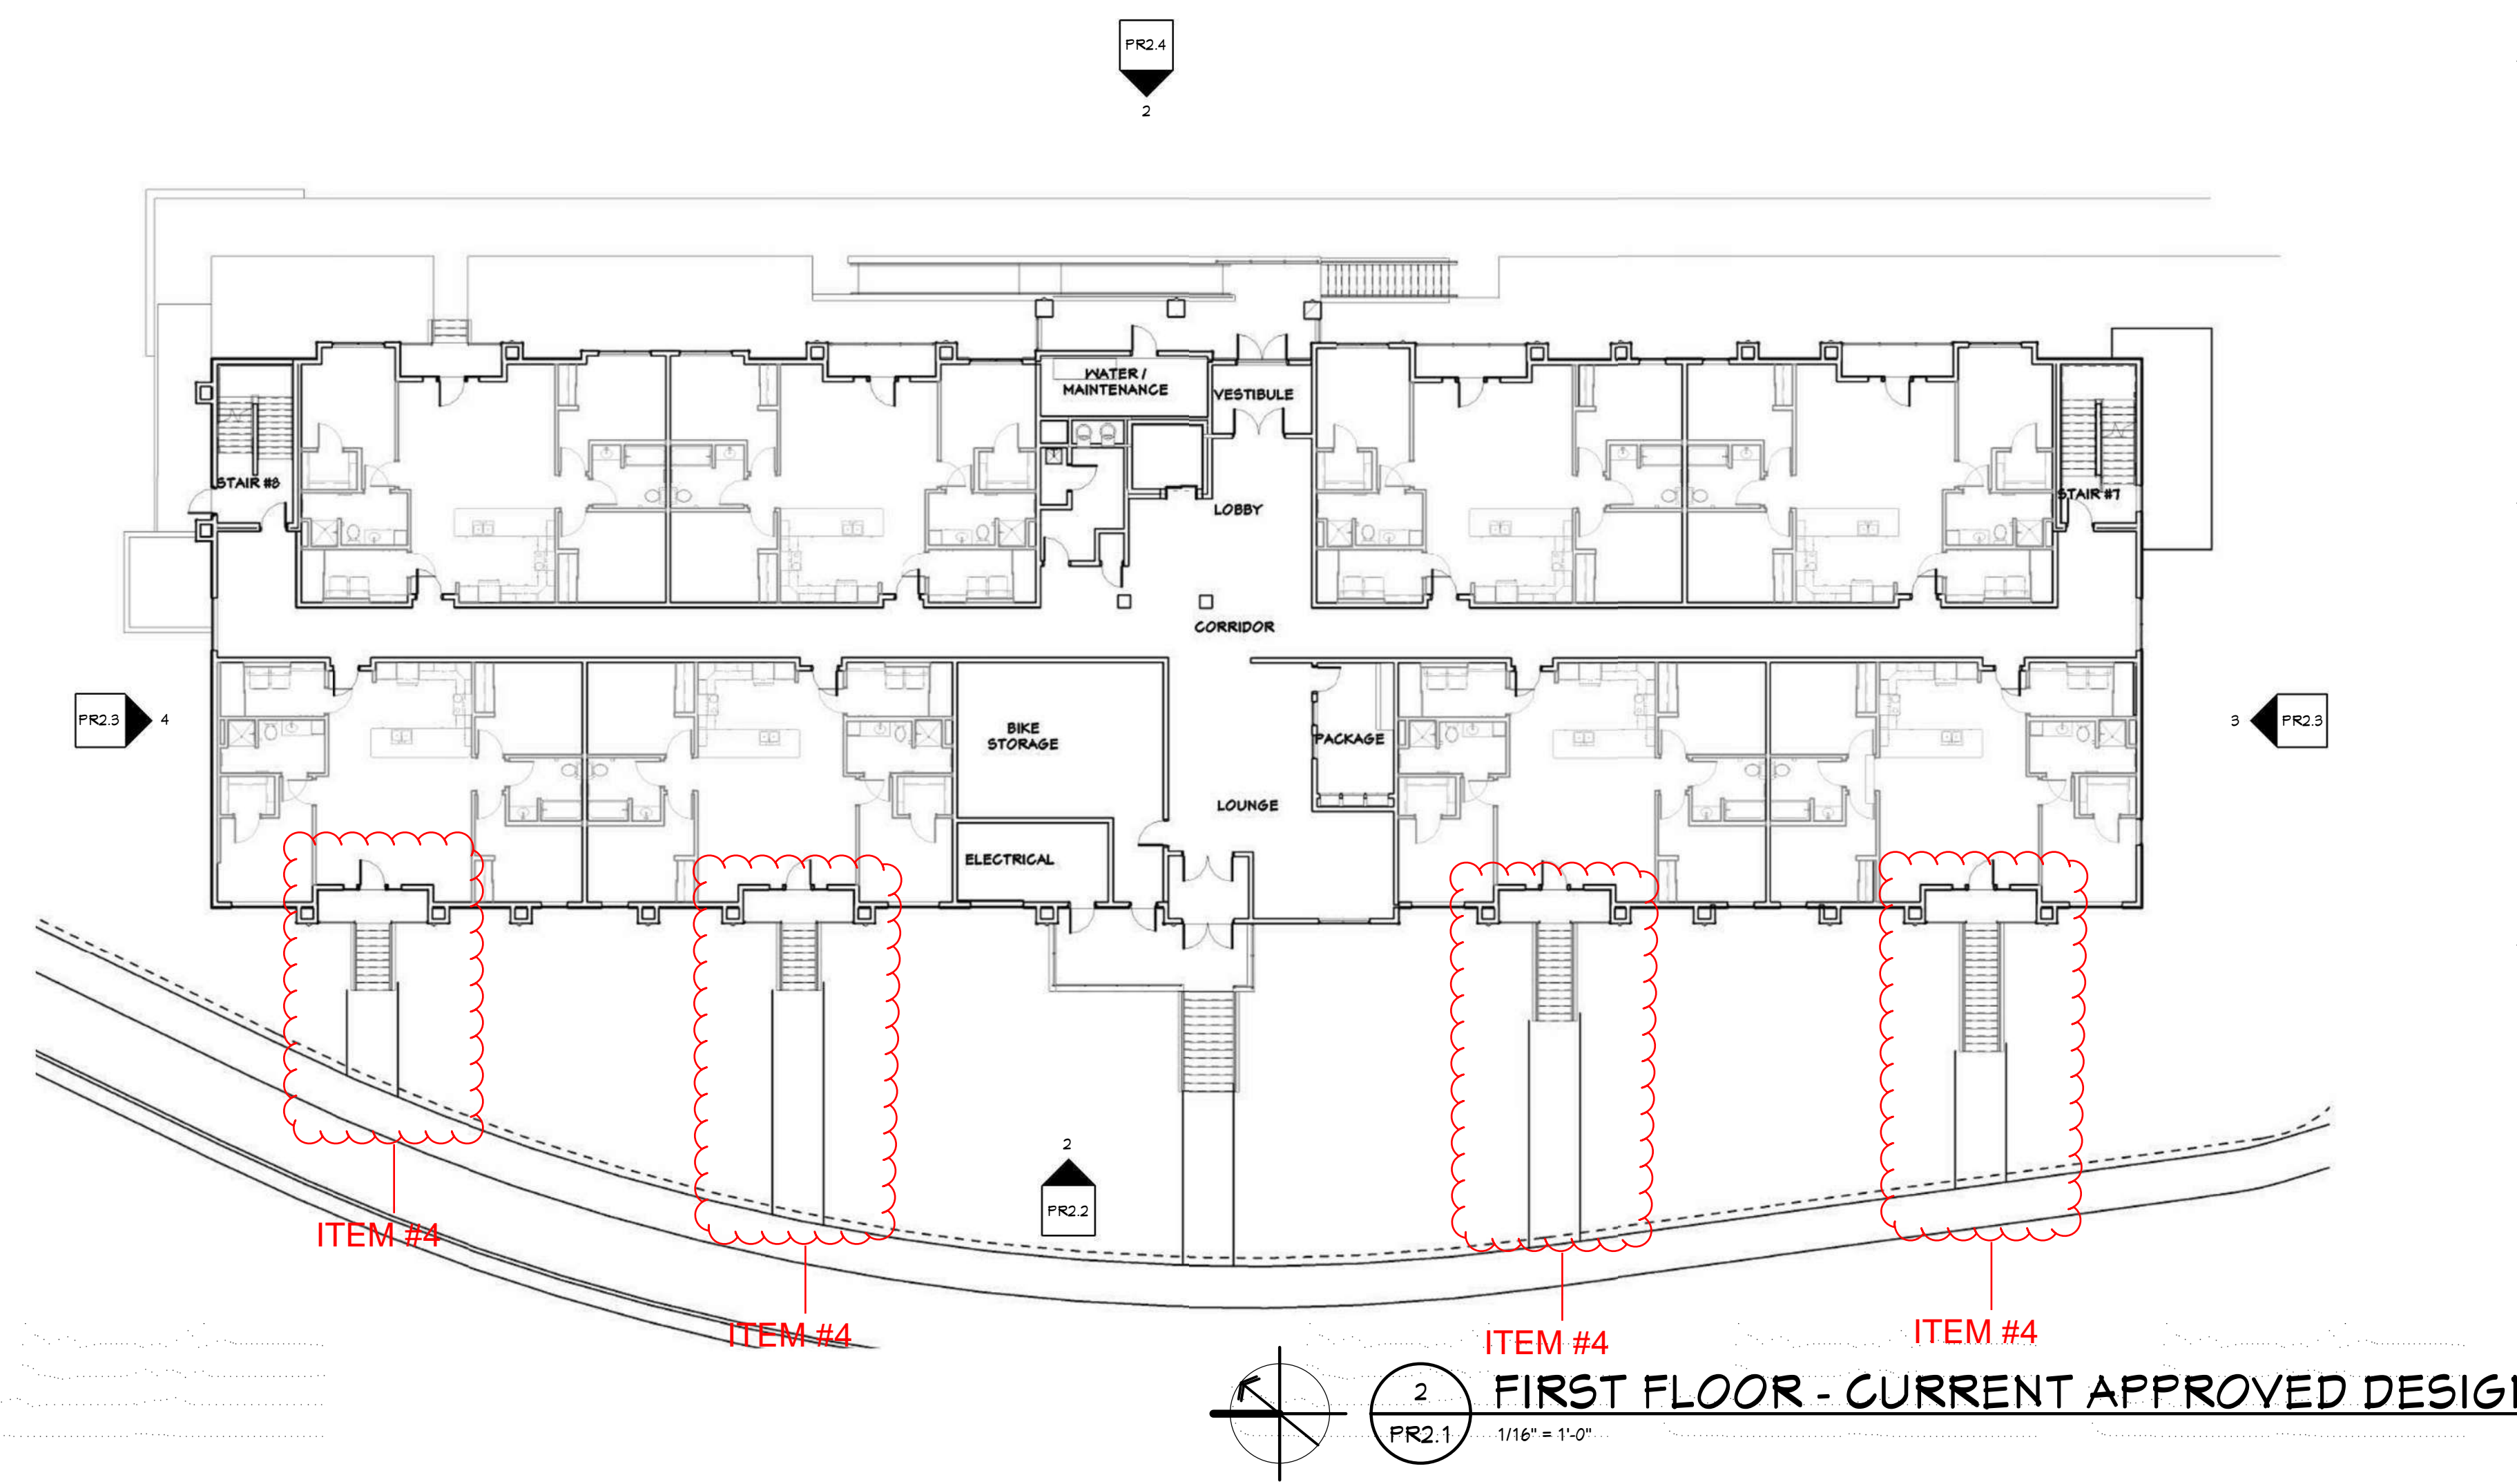 PR2.4
2
WATER /
MAINTENANCE
VESTIBULE
STAIR #8
STAIR #7
LOBBY
CORRIDOR
PR2.3 4
3 PR2.3
BIKE
STORAGE
PACKAGE
LOUNGE
ELECTRICAL
2
PR2.2
ITEM #4
ITEM #4
ITEM #4
ITEM #4
2
PR2.1
FIRST FLOOR - CURRENT APPROVED DESIG
1/16" = 1'-0"